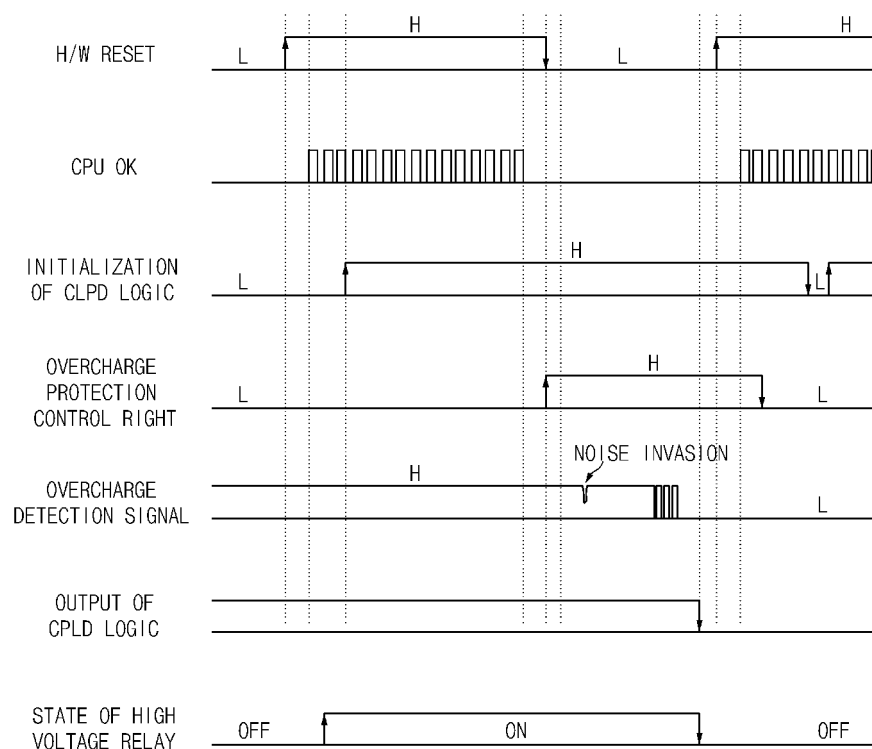 H
H
H/W RESET
L
L
CPU OK
H
INITIALIZATION
OF CLPD LOGIC
L
L
OVERCHARGE
PROTECTION
CONTROL RIGHT
H
L
L
NOISE INVASION
H
OVERCHARGE
DETECTION SIGNAL
L
OUTPUT OF
CPLD LOGIC
STATE OF HIGH
VOLTAGE RELAY
OFF
ON
OFF